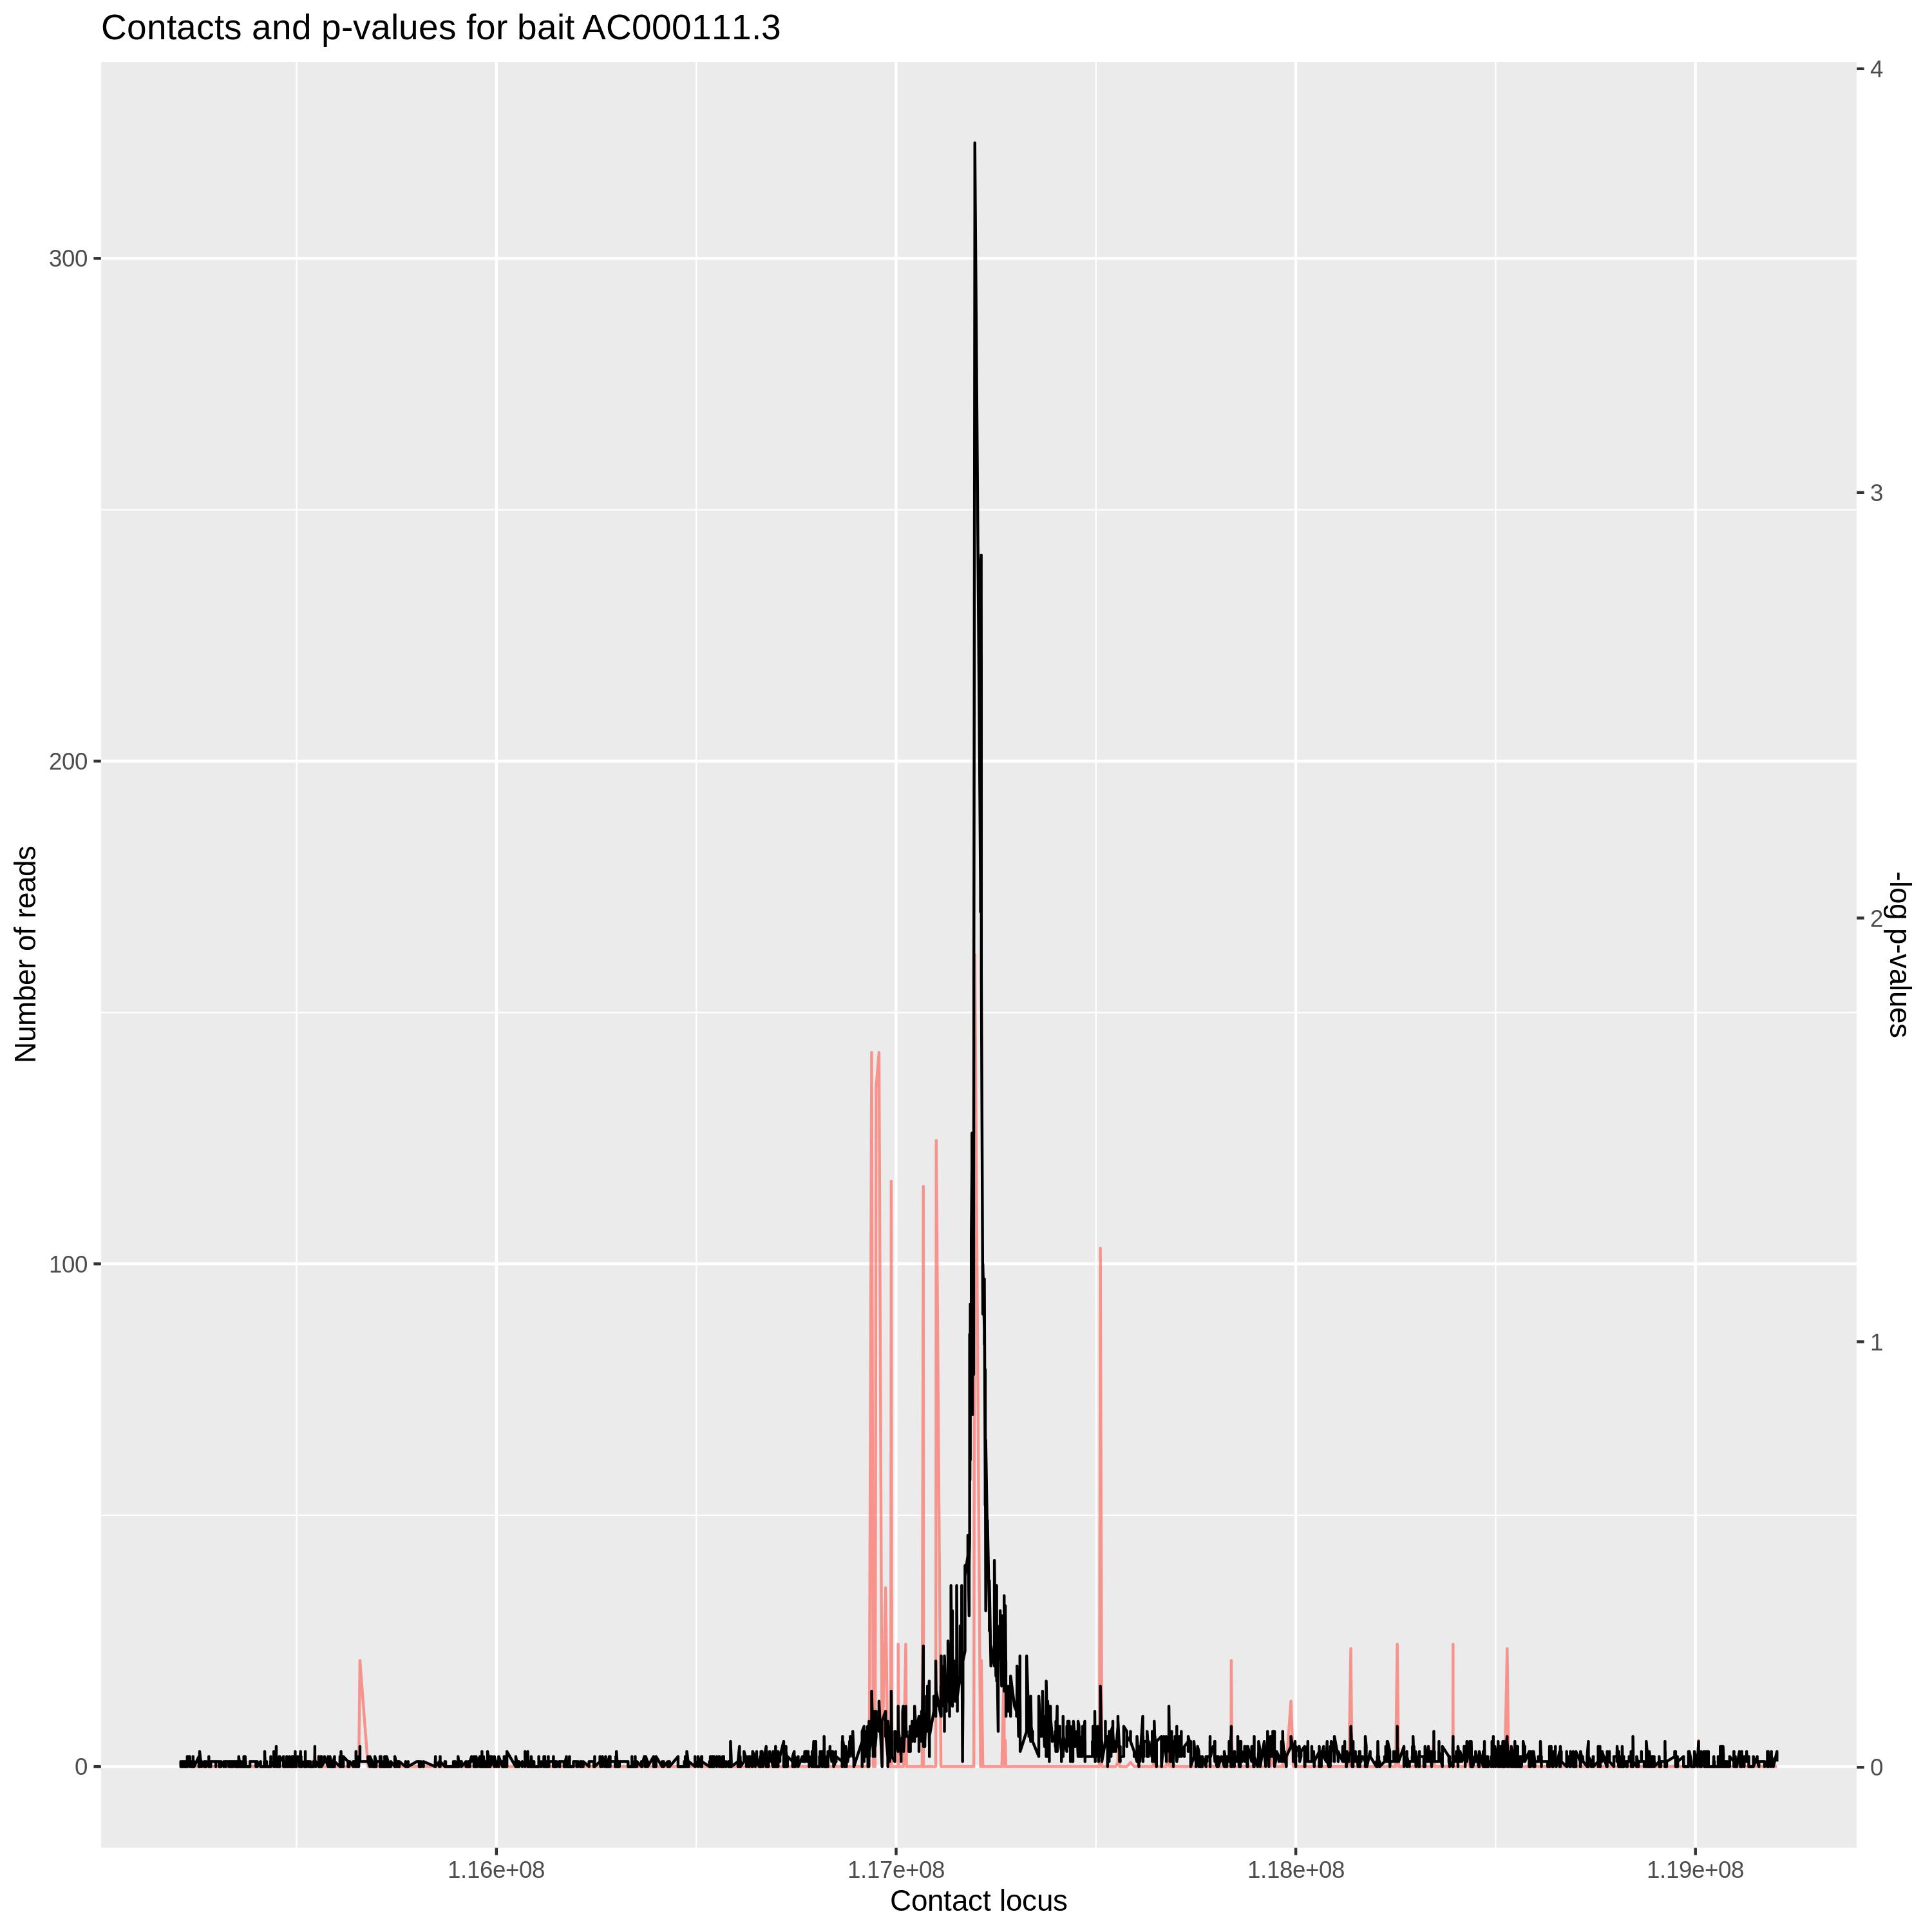 Contacts and p-values for bait AC000111.3
4
300
3
200
2
Number of reads
-log p-values
100
1
0
0
1.16e+08
1.17e+08
1.18e+08
1.19e+08
Contact locus